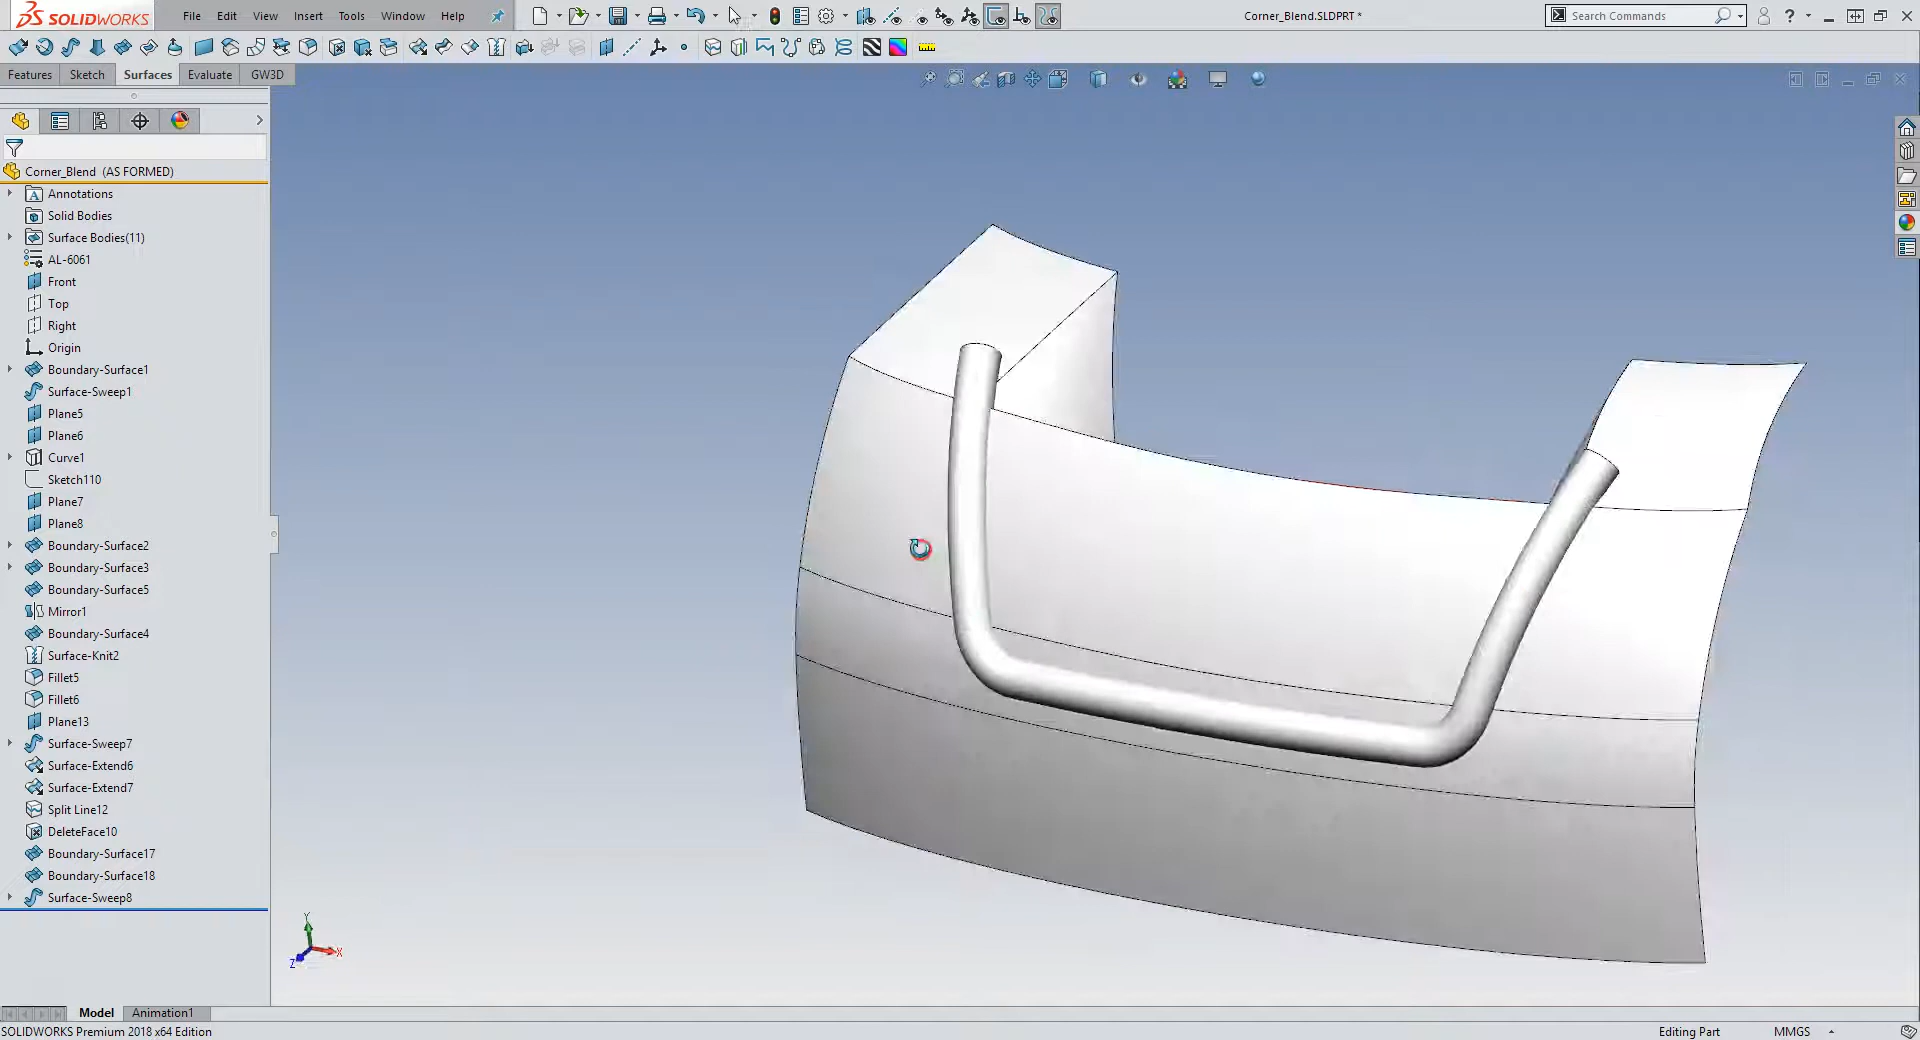 SOLIDWORKS File Edit View Insert Tools Window Help Corner_Blend.SLDPRT * Search Commands
Features Sketch Surfaces Evaluate GW3D
Corner_Blend (AS FORMED)
Annotations
Solid Bodies
Surface Bodies(11)
AL-6061
Front
Top
Right
Origin
Boundary-Surface1
Surface-Sweep1
Plane5
Plane6
Curve1
Sketch110
Plane7
Plane8
Boundary-Surface2
Boundary-Surface3
Boundary-Surface5
Mirror1
Boundary-Surface4
Surface-Knit2
Fillet5
Fillet6
Plane13
Surface-Sweep7
Surface-Extend6
Surface-Extend7
Split Line12
DeleteFace10
Boundary-Surface17
Boundary-Surface18
Surface-Sweep8
Y
X
Z
Model Animation1
SOLIDWORKS Premium 2018 x64 Edition Editing Part MMGS